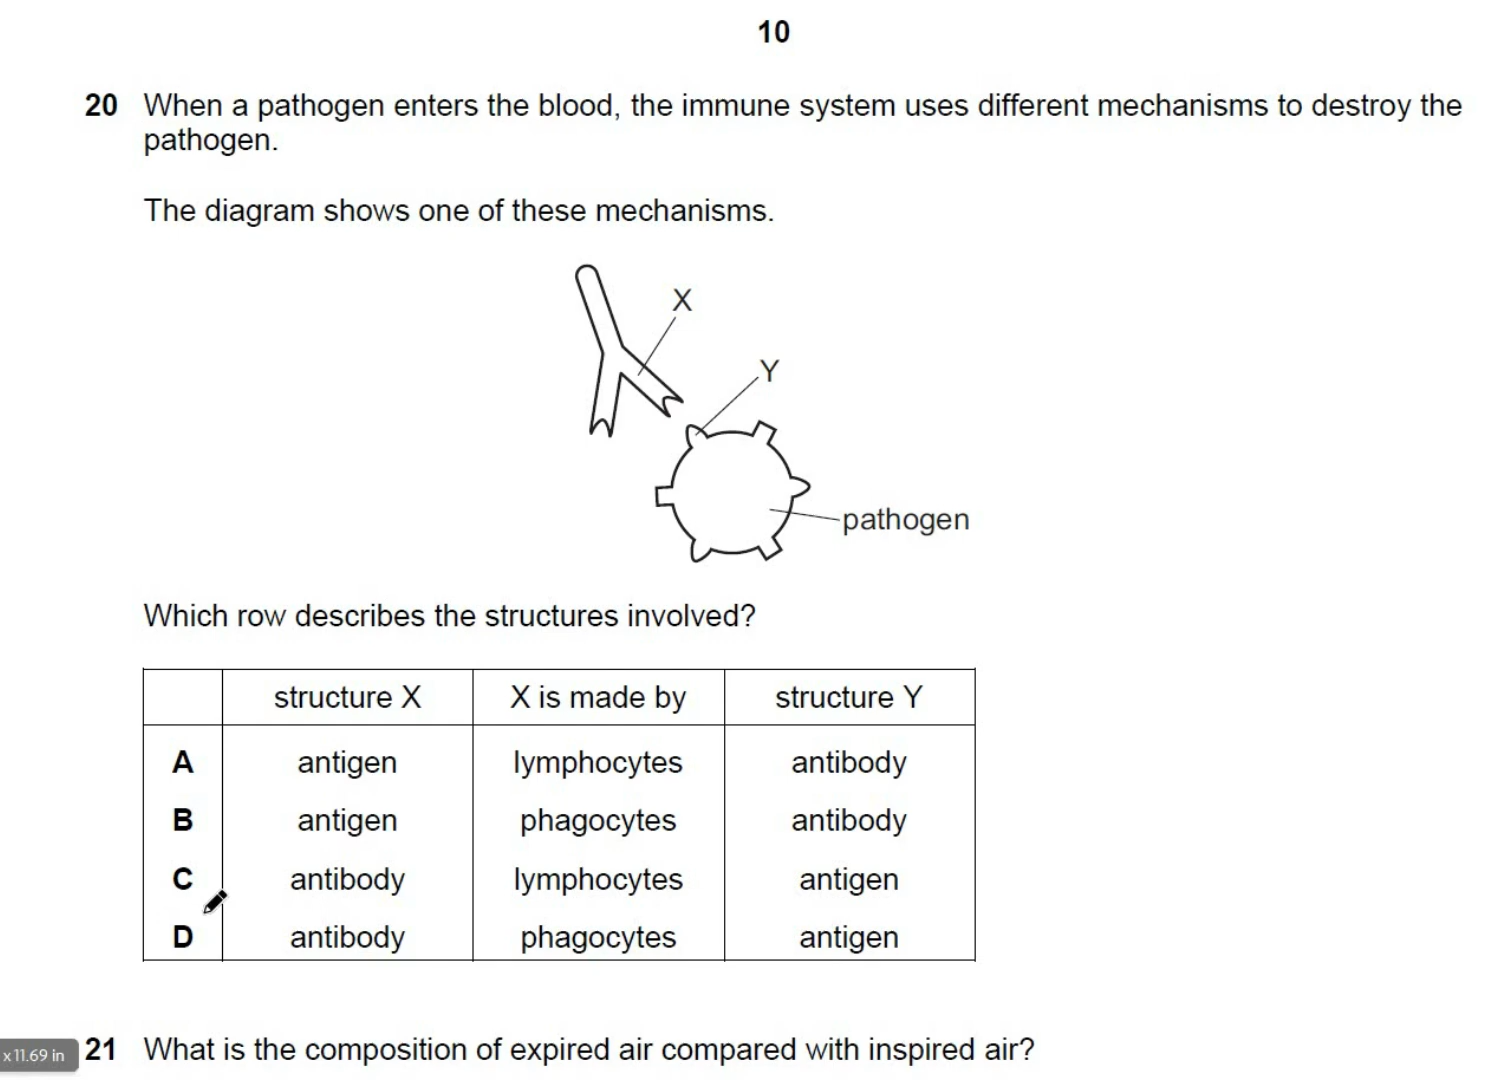 10
20 When a pathogen enters the blood, the immune system uses different mechanisms to destroy the
pathogen.
The diagram shows one of these mechanisms.
X
Y
pathogen
Which row describes the structures involved?
structure X X is made by structure Y
A antigen lymphocytes antibody
B antigen phagocytes antibody
C antibody lymphocytes antigen
D antibody phagocytes antigen
x 11.69 in
21 What is the composition of expired air compared with inspired air?